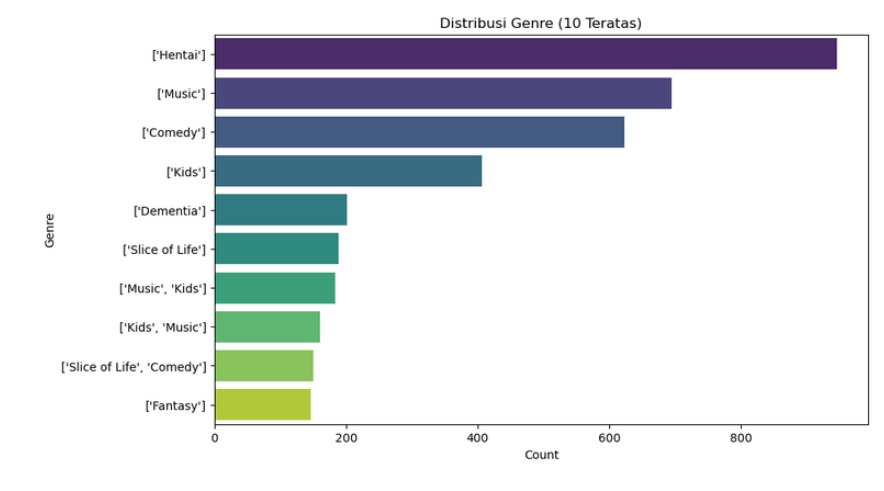 Distribusi Genre (10 Teratas)
Genre
['Hentai']
['Music']
['Comedy']
['Kids']
['Dementia']
['Slice of Life']
['Music', 'Kids']
['Kids', 'Music']
['Slice of Life', 'Comedy']
['Fantasy']
0 200 400 600 800
Count